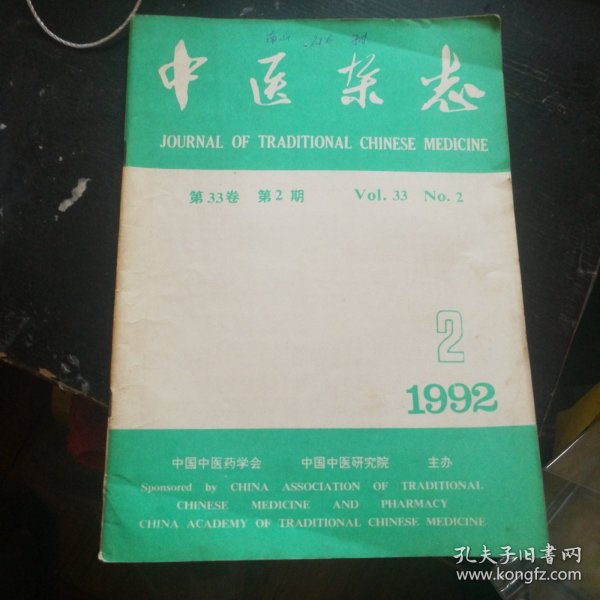 中医杂志
JOURNAL OF TRADITIONAL CHINESE MEDICINE
第33卷 第2期 Vol. 33 No. 2
2
1992
中国中医药学会 中国中医研究院 主办
Sponsored by CHINA ASSOCIATION OF TRADITIONAL
CHINESE MEDICINE AND PHARMACY
CHINA ACADEMY OF TRADITIONAL CHINESE MEDICINE
孔夫子旧书网
www.kongfz.com